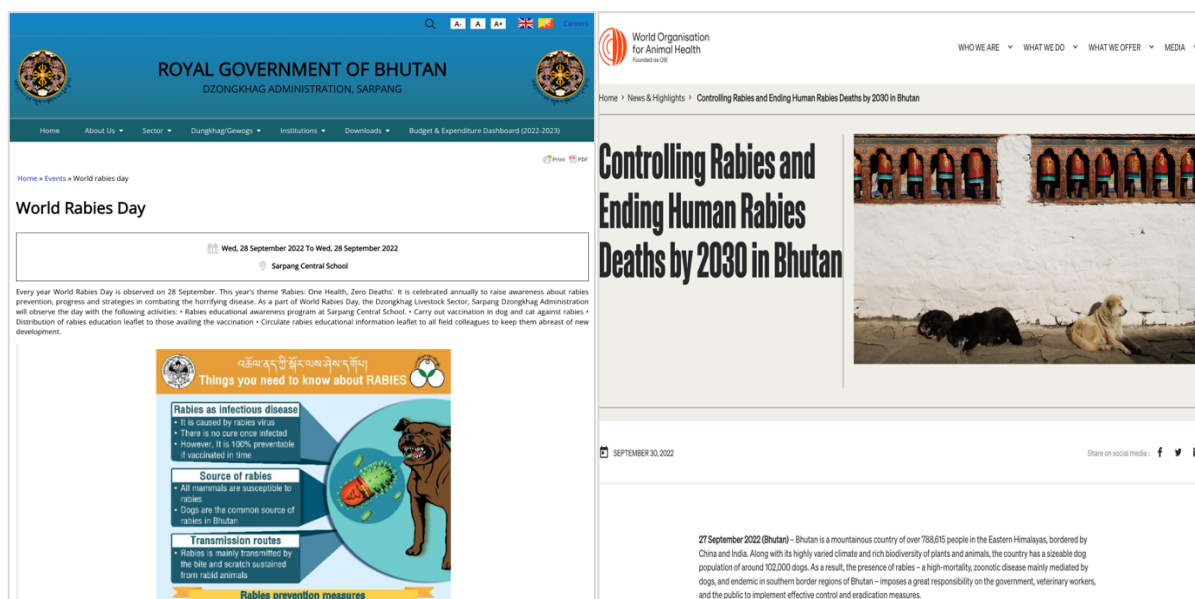 A- A A+ Careers
ROYAL GOVERNMENT OF BHUTAN
DZONGKHAG ADMINISTRATION, SARPANG
Home About Us Sector Dungkhag/Gewogs Institutions Downloads Budget & Expenditure Dashboard (2022-2023)
Print PDF
Home » Events » World rabies day
World Rabies Day
Wed, 28 September 2022 To Wed, 28 September 2022
Sarpang Central School
Every year World Rabies Day is observed on 28 September. This year's theme 'Rabies: One Health, Zero Deaths'. It is celebrated annually to raise awareness about rabies
prevention, progress and strategies in combating the horrifying disease. As a part of World Rabies Day, the Dzongkhag Livestock Sector, Sarpang Dzongkhag Administration
will observe the day with the following activities: • Rabies educational awareness program at Sarpang Central School. • Carry out vaccination in dog and cat against rabies •
Distribution of rabies education leaflet to those availing the vaccination • Circulate rabies educational information leaflet to all field colleagues to keep them abreast of new
development.
Things you need to know about RABIES
Rabies as infectious disease
• It is caused by rabies virus
• There is no cure once infected
• However, It is 100% preventable
if vaccinated in time
Source of rabies
• All mammals are susceptible to
rabies
• Dogs are the common source of
rabies in Bhutan
Transmission routes
• Rabies is mainly transmitted by
the bite and scratch sustained
from rabid animals
Rabies prevention measures
World Organisation
for Animal Health
Founded as OIE
WHO WE ARE WHAT WE DO WHAT WE OFFER MEDIA
Home > News & Highlights > Controlling Rabies and Ending Human Rabies Deaths by 2030 in Bhutan
Controlling Rabies and
Ending Human Rabies
Deaths by 2030 in Bhutan
SEPTEMBER 30, 2022
Share on social media :
27 September 2022 (Bhutan) – Bhutan is a mountainous country of over 788,615 people in the Eastern Himalayas, bordered by
China and India. Along with its highly varied climate and rich biodiversity of plants and animals, the country has a sizeable dog
population of around 102,000 dogs. As a result, the presence of rabies – a high-mortality, zoonotic disease mainly mediated by
dogs, and endemic in southern border regions of Bhutan – imposes a great responsibility on the government, veterinary workers,
and the public to implement effective control and eradication measures.